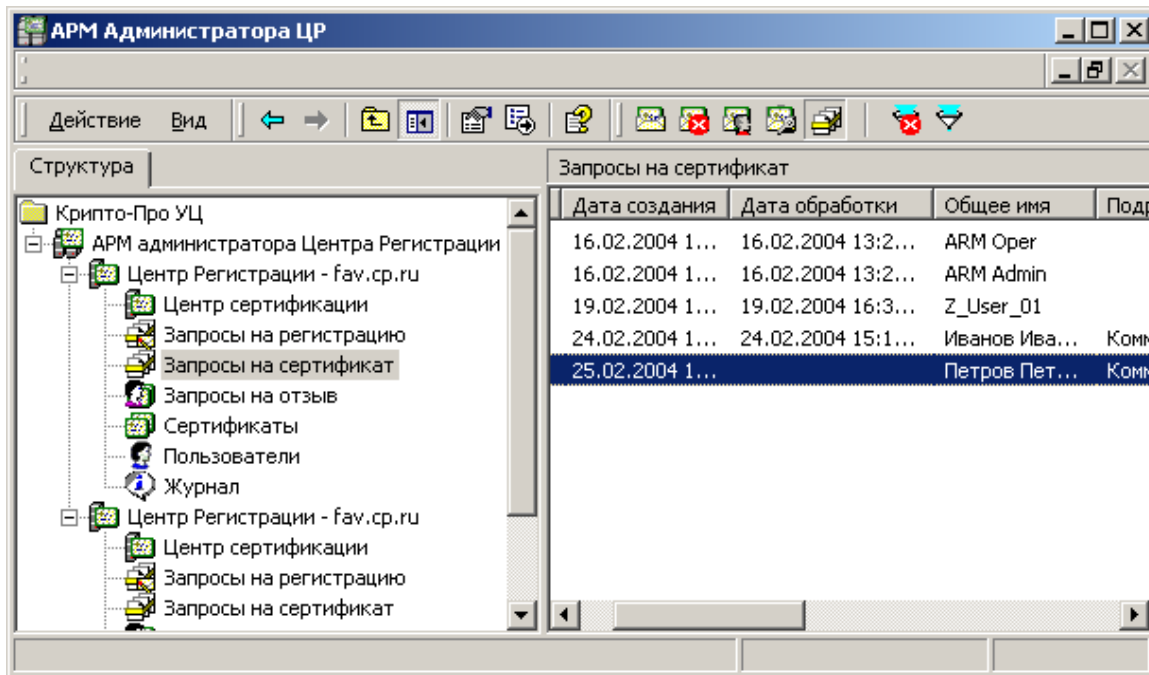 АРМ Администратора ЦР
Действие Вид
Структура
Крипто-Про УЦ
АРМ администратора Центра Регистрации
Центр Регистрации - fav.cp.ru
Центр сертификации
Запросы на регистрацию
Запросы на сертификат
Запросы на отзыв
Сертификаты
Пользователи
Журнал
Центр Регистрации - fav.cp.ru
Центр сертификации
Запросы на регистрацию
Запросы на сертификат
Запросы на сертификат
Дата создания Дата обработки Общее имя Подр
16.02.2004 1... 16.02.2004 13:2... ARM Oper
16.02.2004 1... 16.02.2004 13:2... ARM Admin
19.02.2004 1... 19.02.2004 16:3... Z_User_01
24.02.2004 1... 24.02.2004 15:1... Иванов Ива... Комм
25.02.2004 1... Петров Пет... Комм